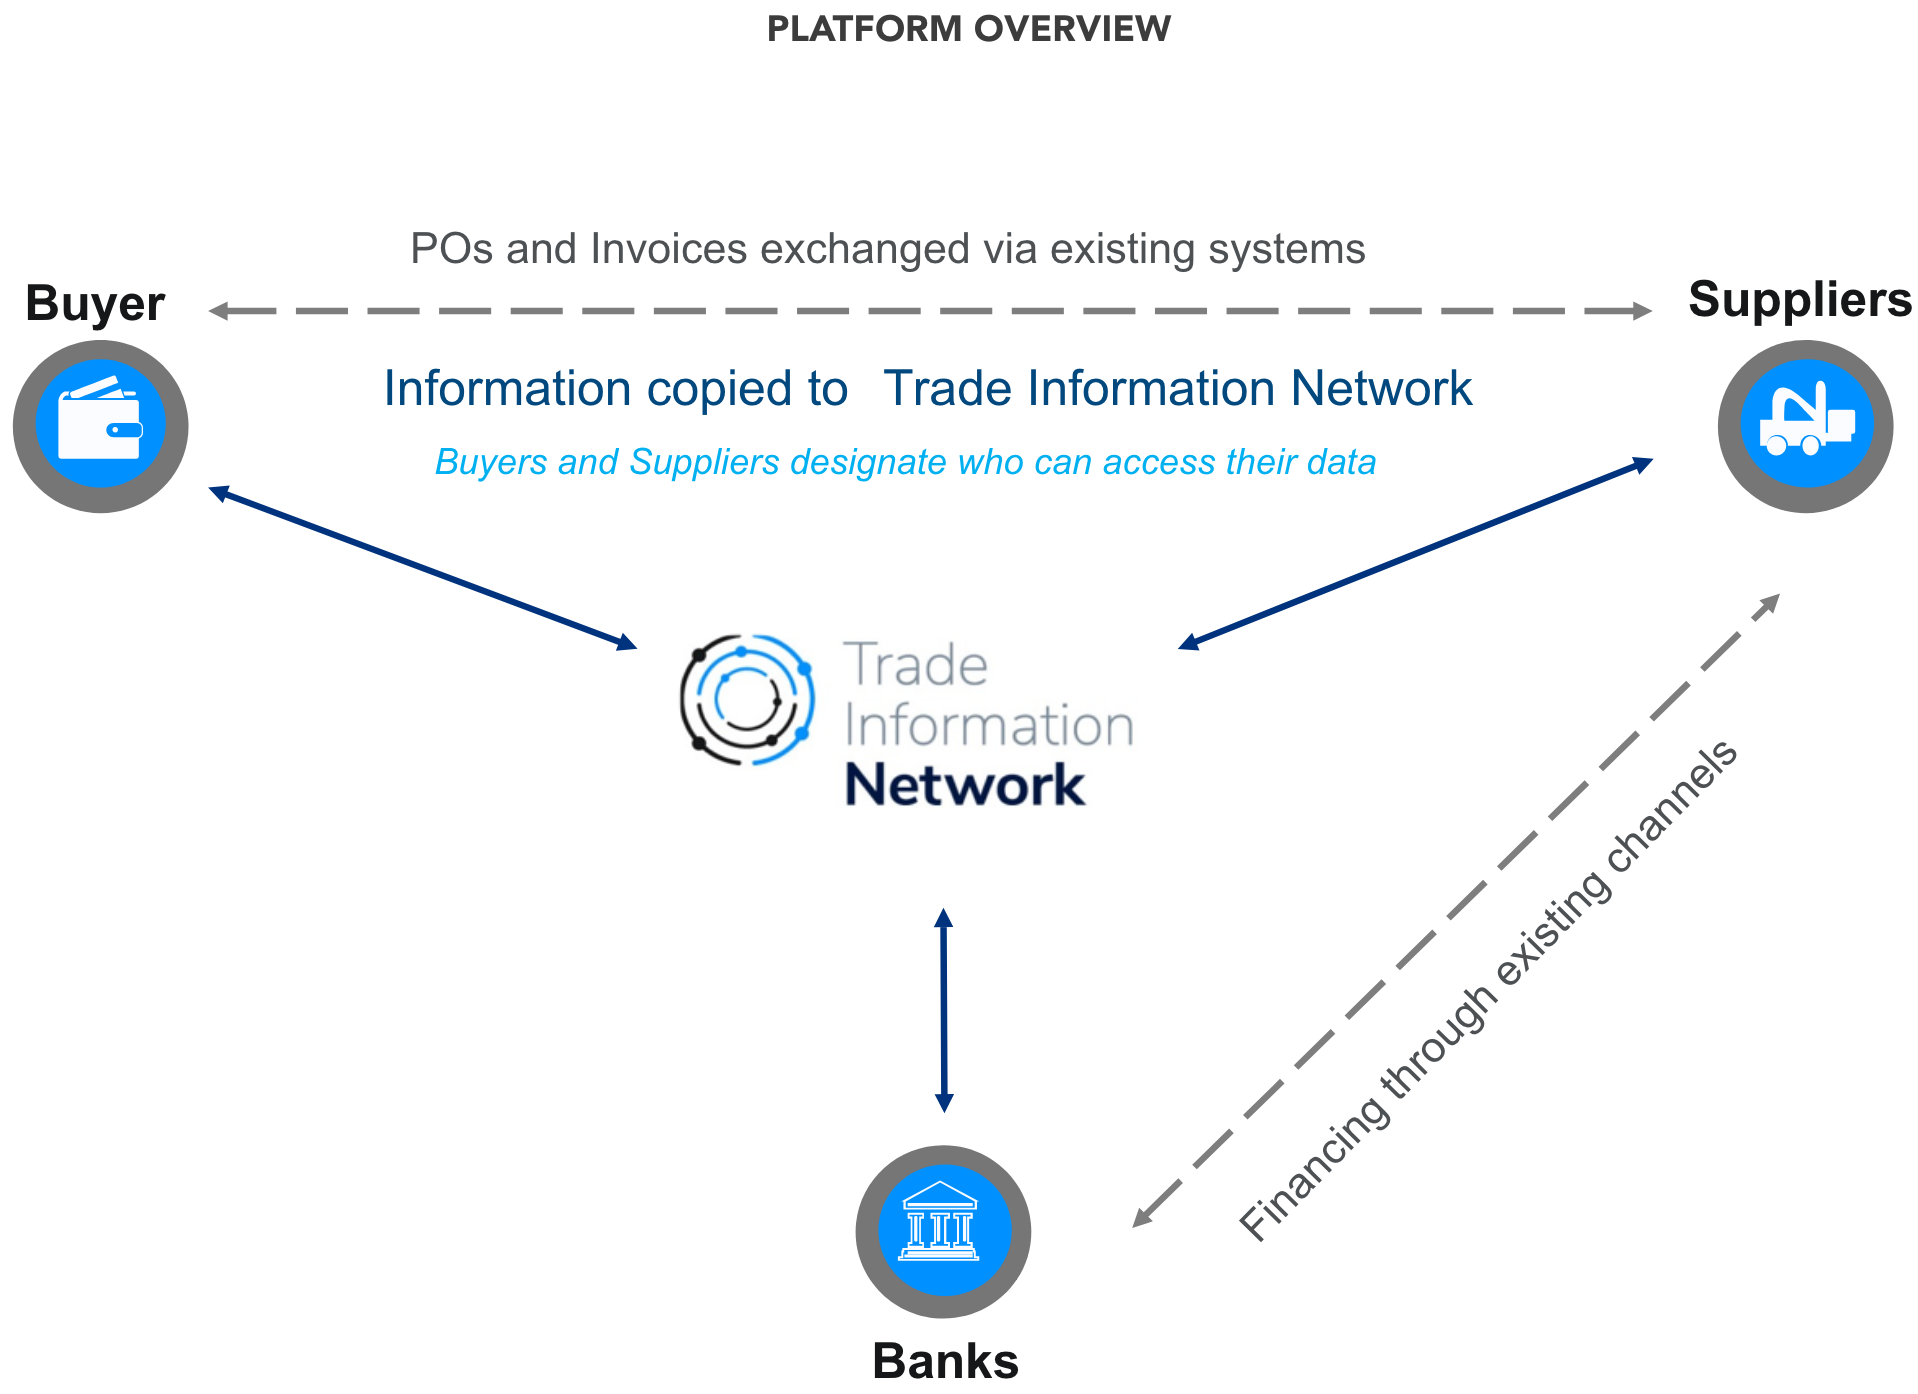 PLATFORM OVERVIEW
POs and Invoices exchanged via existing systems
Buyer
Suppliers
Information copied to Trade Information Network
Buyers and Suppliers designate who can access their data
Trade
Information
Network
Financing through existing channels
Banks